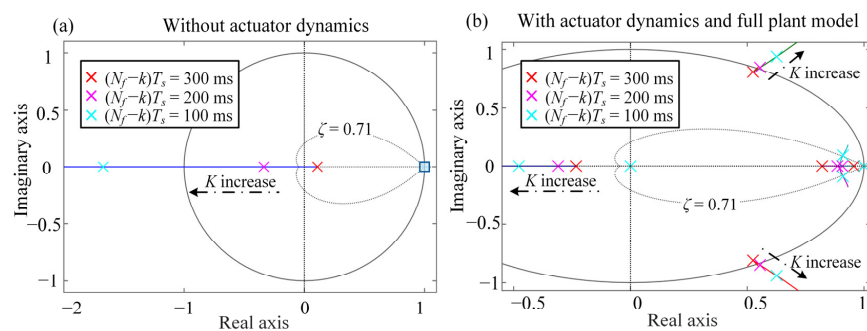 (a) Without actuator dynamics
Imaginary axis
1
0.5
0
−0.5
−1
× (N_f−k)T_s = 300 ms
× (N_f−k)T_s = 200 ms
× (N_f−k)T_s = 100 ms
ζ = 0.71
K increase
−2 −1 0 1
Real axis
(b) With actuator dynamics and full plant model
1
0.5
0
−0.5
−1
× (N_f−k)T_s = 300 ms
× (N_f−k)T_s = 200 ms
× (N_f−k)T_s = 100 ms
K increase
K increase
ζ = 0.71
K increase
−0.5 0 0.5 1
Real axis
Imaginary axis